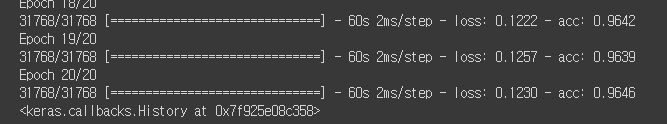 Epoch 18/20
31768/31768 [==============================] - 60s 2ms/step - loss: 0.1222 - acc: 0.9642
Epoch 19/20
31768/31768 [==============================] - 60s 2ms/step - loss: 0.1257 - acc: 0.9639
Epoch 20/20
31768/31768 [==============================] - 60s 2ms/step - loss: 0.1230 - acc: 0.9646
<keras.callbacks.History at 0x7f925e08c358>